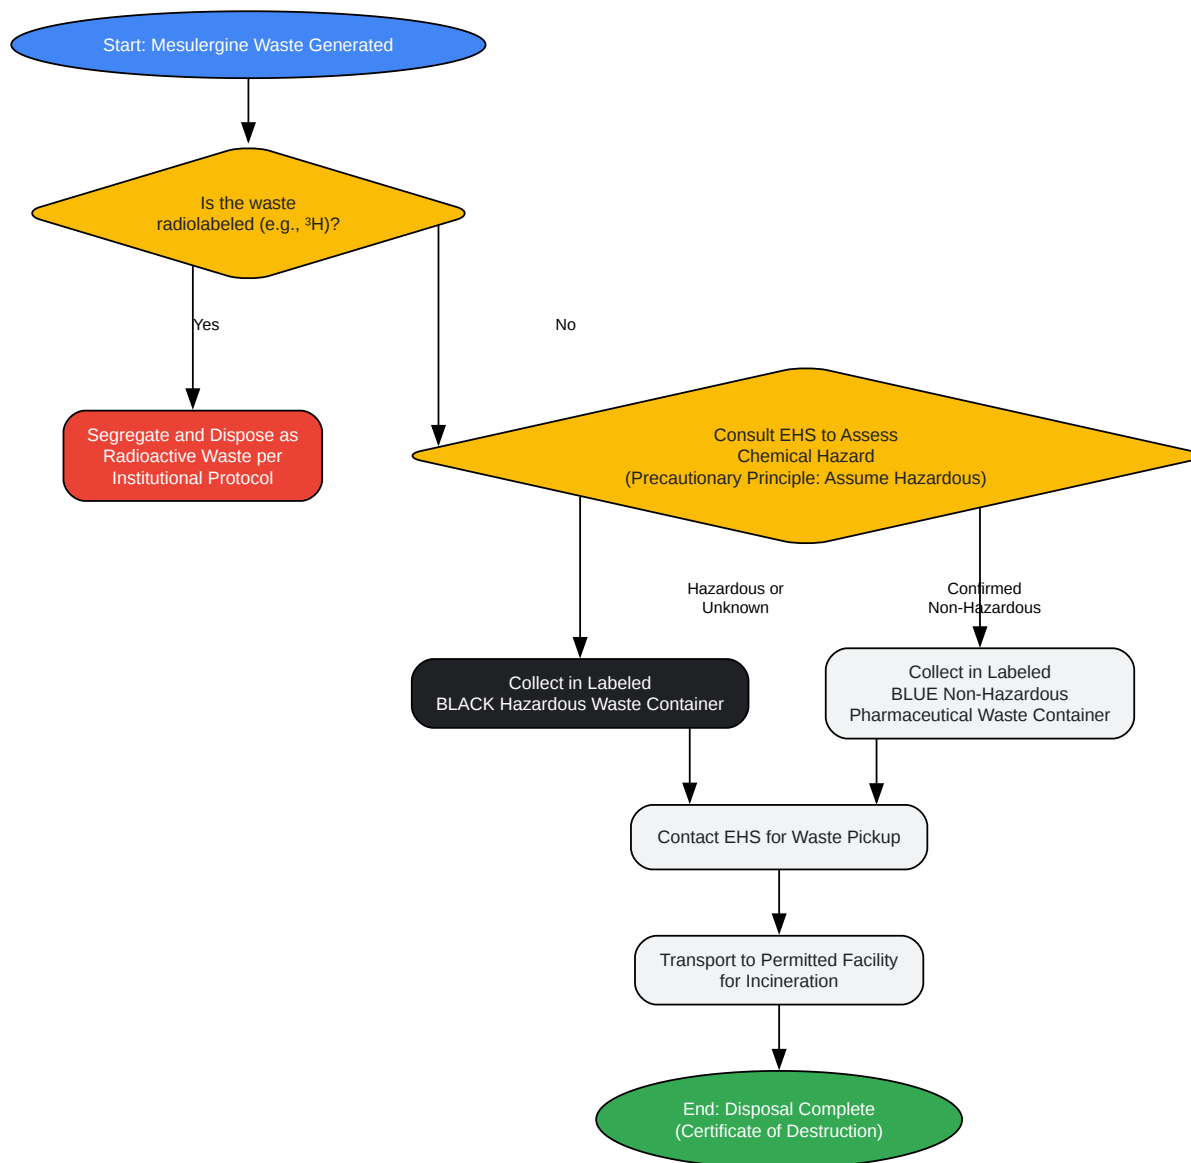 Start: Mesulergine Waste Generated
Is the waste
radiolabeled (e.g., ³H)?
Yes
No
Segregate and Dispose as
Radioactive Waste per
Institutional Protocol
Consult EHS to Assess
Chemical Hazard
(Precautionary Principle: Assume Hazardous)
Hazardous or
Unknown
Confirmed
Non-Hazardous
Collect in Labeled
BLACK Hazardous Waste Container
Collect in Labeled
BLUE Non-Hazardous
Pharmaceutical Waste Container
Contact EHS for Waste Pickup
Transport to Permitted Facility
for Incineration
End: Disposal Complete
(Certificate of Destruction)